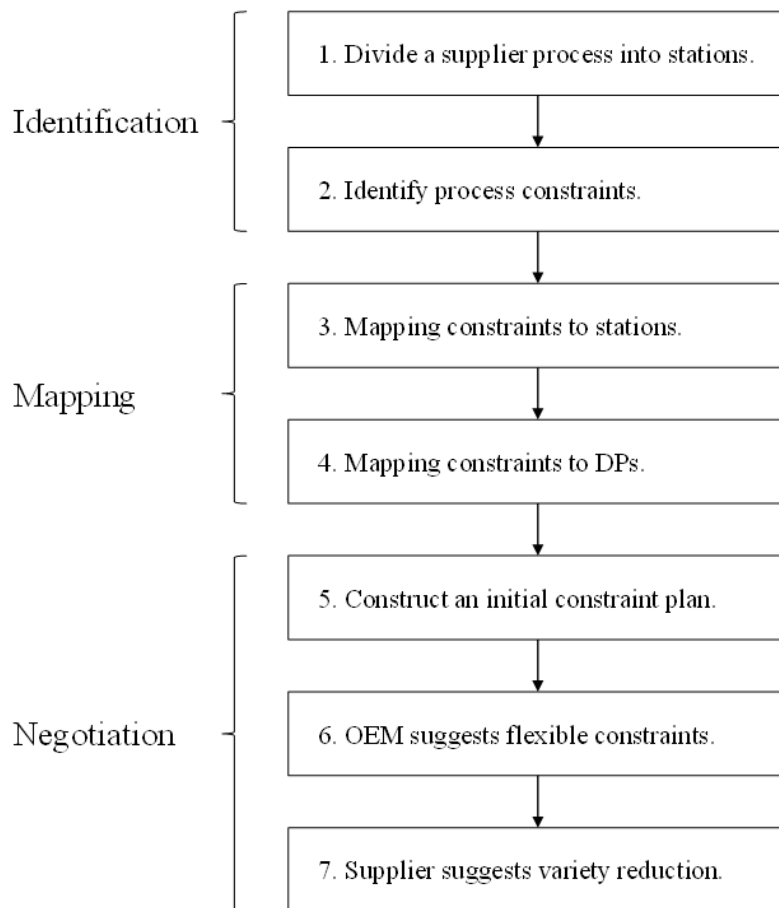 Identification
1. Divide a supplier process into stations.
2. Identify process constraints.
Mapping
3. Mapping constraints to stations.
4. Mapping constraints to DPs.
Negotiation
5. Construct an initial constraint plan.
6. OEM suggests flexible constraints.
7. Supplier suggests variety reduction.